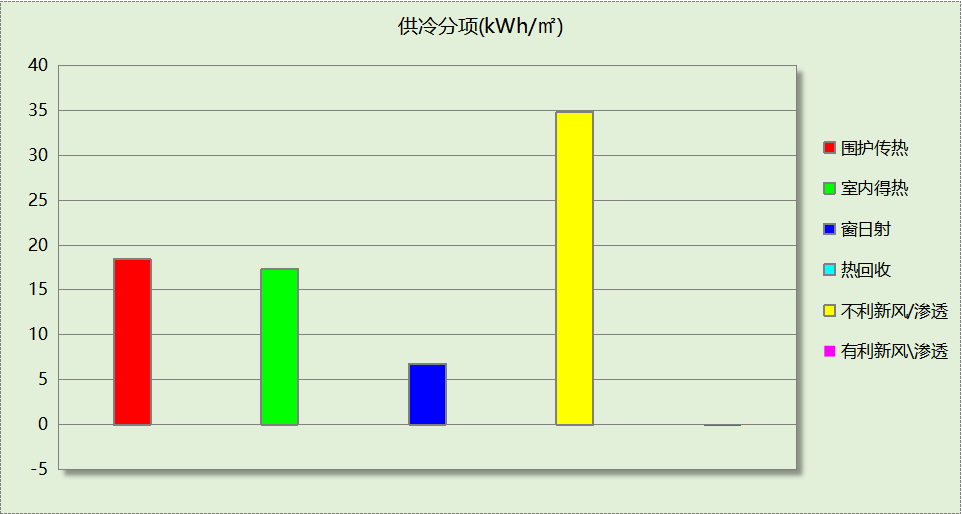 供冷分项(kWh/㎡)
40
35
30
25
20
15
10
5
0
-5
围护传热
室内得热
窗日射
热回收
不利新风/渗透
有利新风\渗透